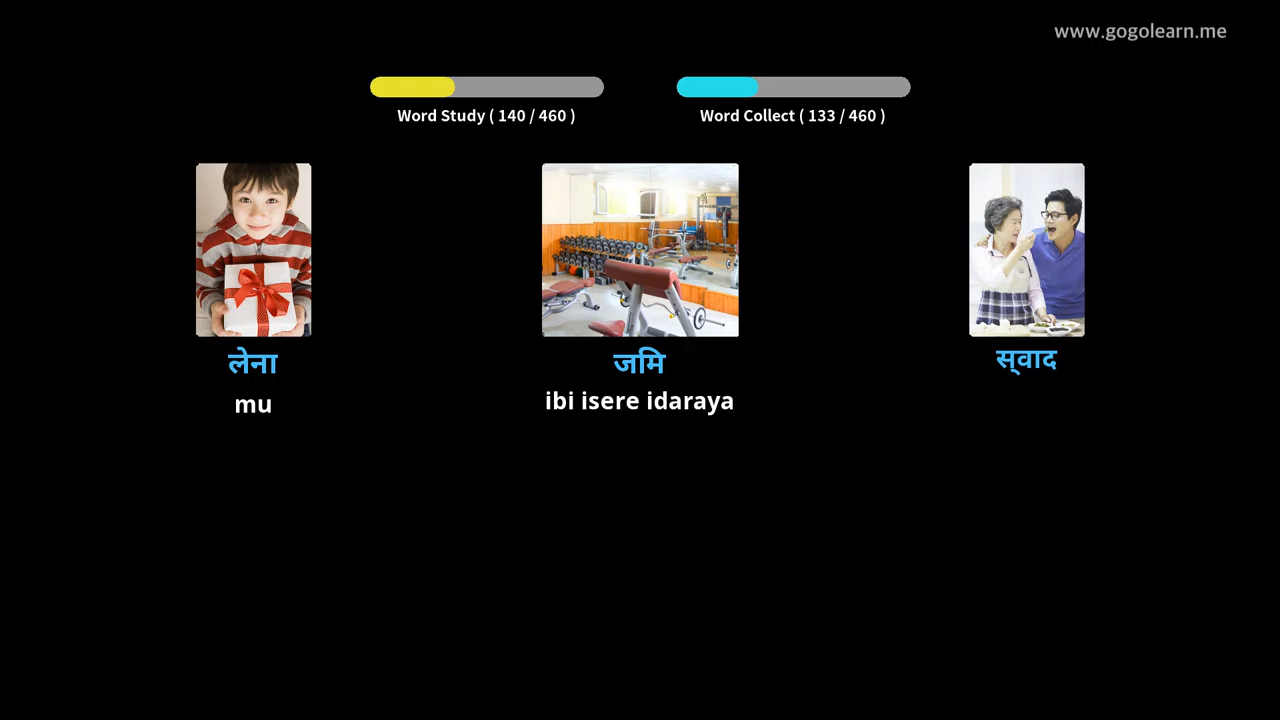 www.gogolearn.me
Word Study ( 140 / 460 )
Word Collect ( 133 / 460 )
लेना
जमि
स्वाद
mu
ibi isere idaraya